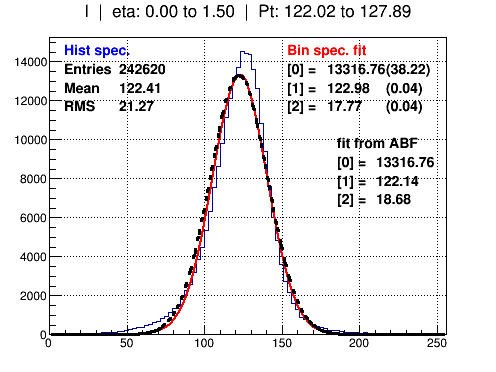 I | eta: 0.00 to 1.50 | Pt: 122.02 to 127.89
Hist spec.
Entries 242620
Mean 122.41
RMS 21.27
Bin spec. fit
[0] = 13316.76(38.22)
[1] = 122.98 (0.04)
[2] = 17.77 (0.04)
fit from ABF
[0] = 13316.76
[1] = 122.14
[2] = 18.68
14000
12000
10000
8000
6000
4000
2000
0
0 50 100 150 200 250